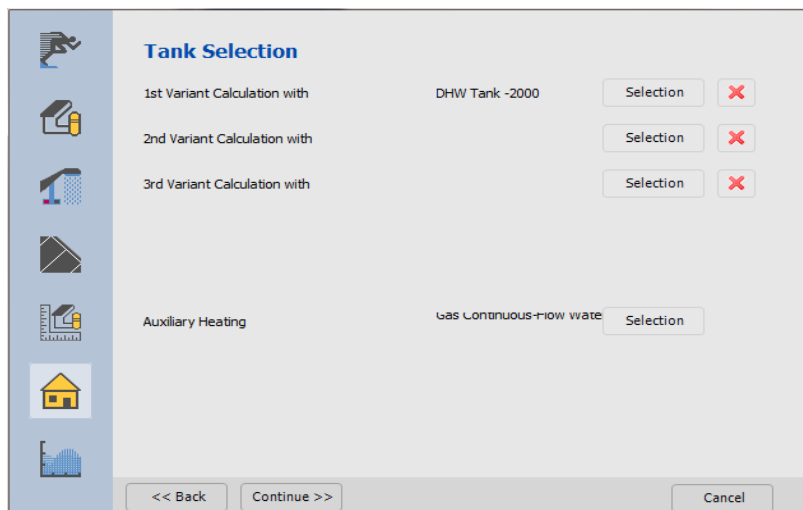 Tank Selection
1st Variant Calculation with DHW Tank -2000 Selection
2nd Variant Calculation with Selection
3rd Variant Calculation with Selection
Auxiliary Heating Gas Continuous-Flow Wate Selection
<< Back Continue >> Cancel